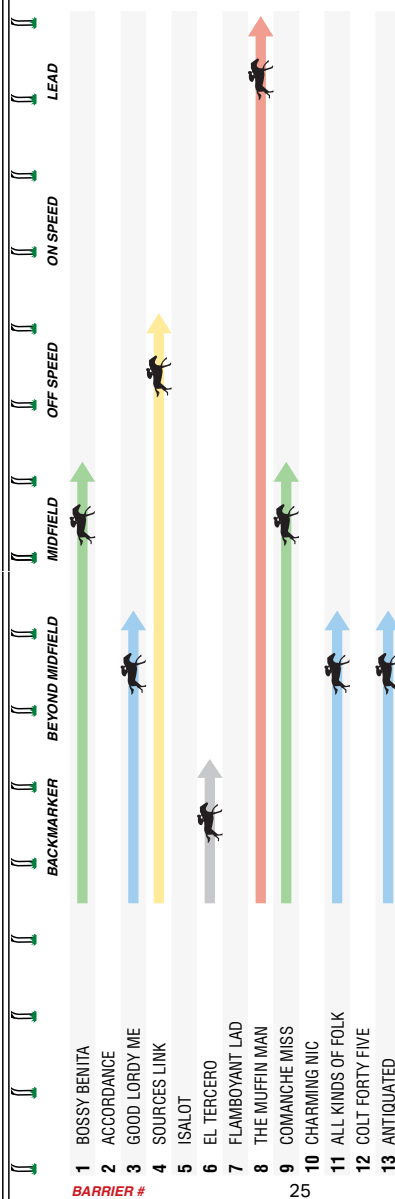 LEAD
ON SPEED
OFF SPEED
MIDFIELD
BEYOND MIDFIELD
BACKMARKER
1 BOSSY BENITA
2 ACCORDANCE
3 GOOD LORDY ME
4 SOURCES LINK
5 ISALOT
6 EL TERCERO
7 FLAMBOYANT LAD
8 THE MUFFIN MAN
9 COMANCHE MISS
10 CHARMING NIC
11 ALL KINDS OF FOLK
12 COLT FORTY FIVE
13 ANTIQUATED
BARRIER #
25